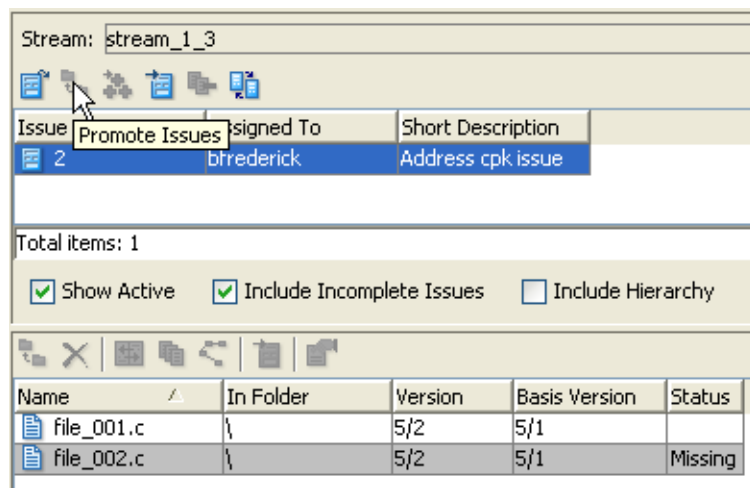 Stream: stream_1_3
Issue ssigned To Short Description
Promote Issues
2 bfrederick Address cpk issue
Total items: 1
Show Active Include Incomplete Issues Include Hierarchy
Name In Folder Version Basis Version Status
file_001.c \ 5/2 5/1
file_002.c \ 5/2 5/1 Missing